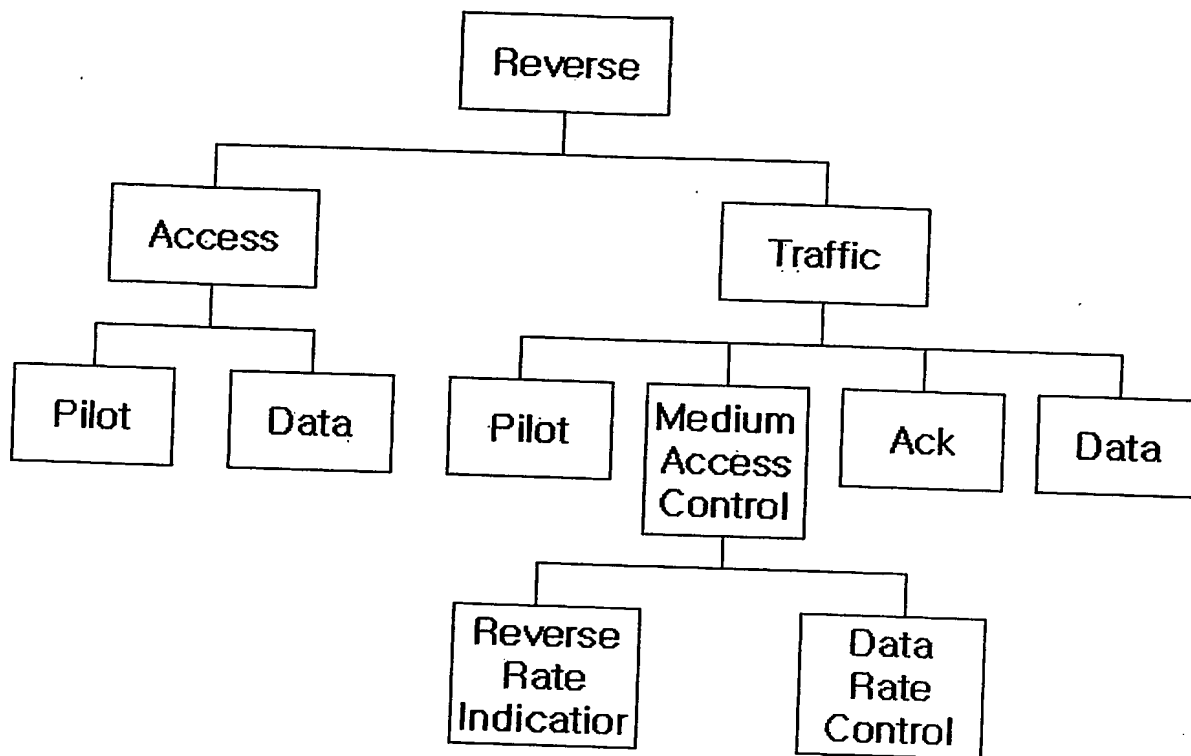 Reverse
Access
Traffic
Pilot
Data
Pilot
Medium
Access
Control
Ack
Data
Reverse
Rate
Indicatior
Data
Rate
Control